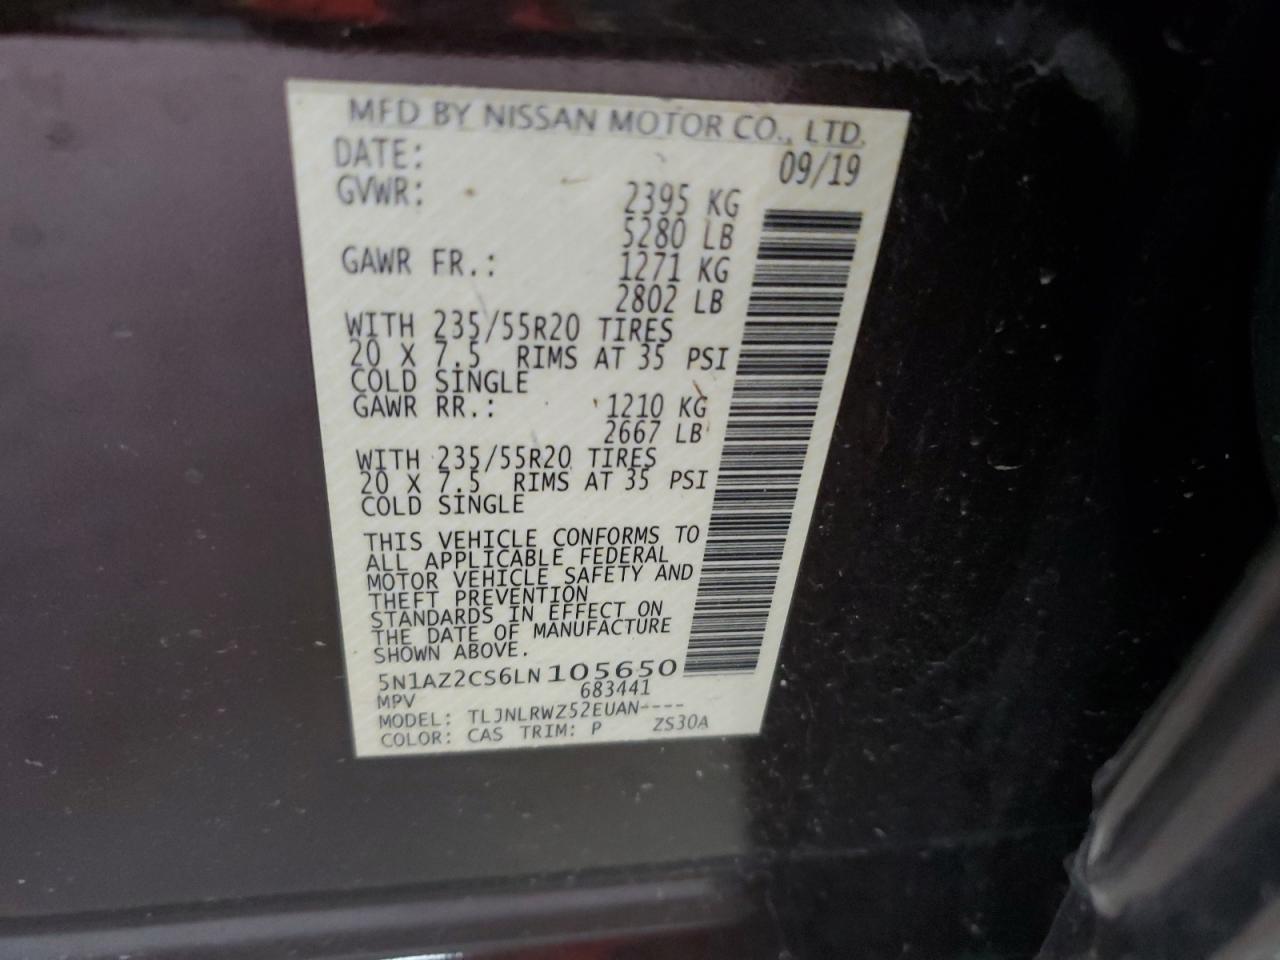 MFD BY NISSAN MOTOR CO., LTD.
DATE: 09/19
GVWR: 2395 KG
5280 LB
GAWR FR.: 1271 KG
2802 LB
WITH 235/55R20 TIRES
20 X 7.5 RIMS AT 35 PSI
COLD SINGLE
GAWR RR.: 1210 KG
2667 LB
WITH 235/55R20 TIRES
20 X 7.5 RIMS AT 35 PSI
COLD SINGLE
THIS VEHICLE CONFORMS TO
ALL APPLICABLE FEDERAL
MOTOR VEHICLE SAFETY AND
THEFT PREVENTION
STANDARDS IN EFFECT ON
THE DATE OF MANUFACTURE
SHOWN ABOVE.
5N1AZ2CS6LN105650
MPV 683441
MODEL: TLJNLRWZ52EUAN----
COLOR: CAS TRIM: P ZS30A